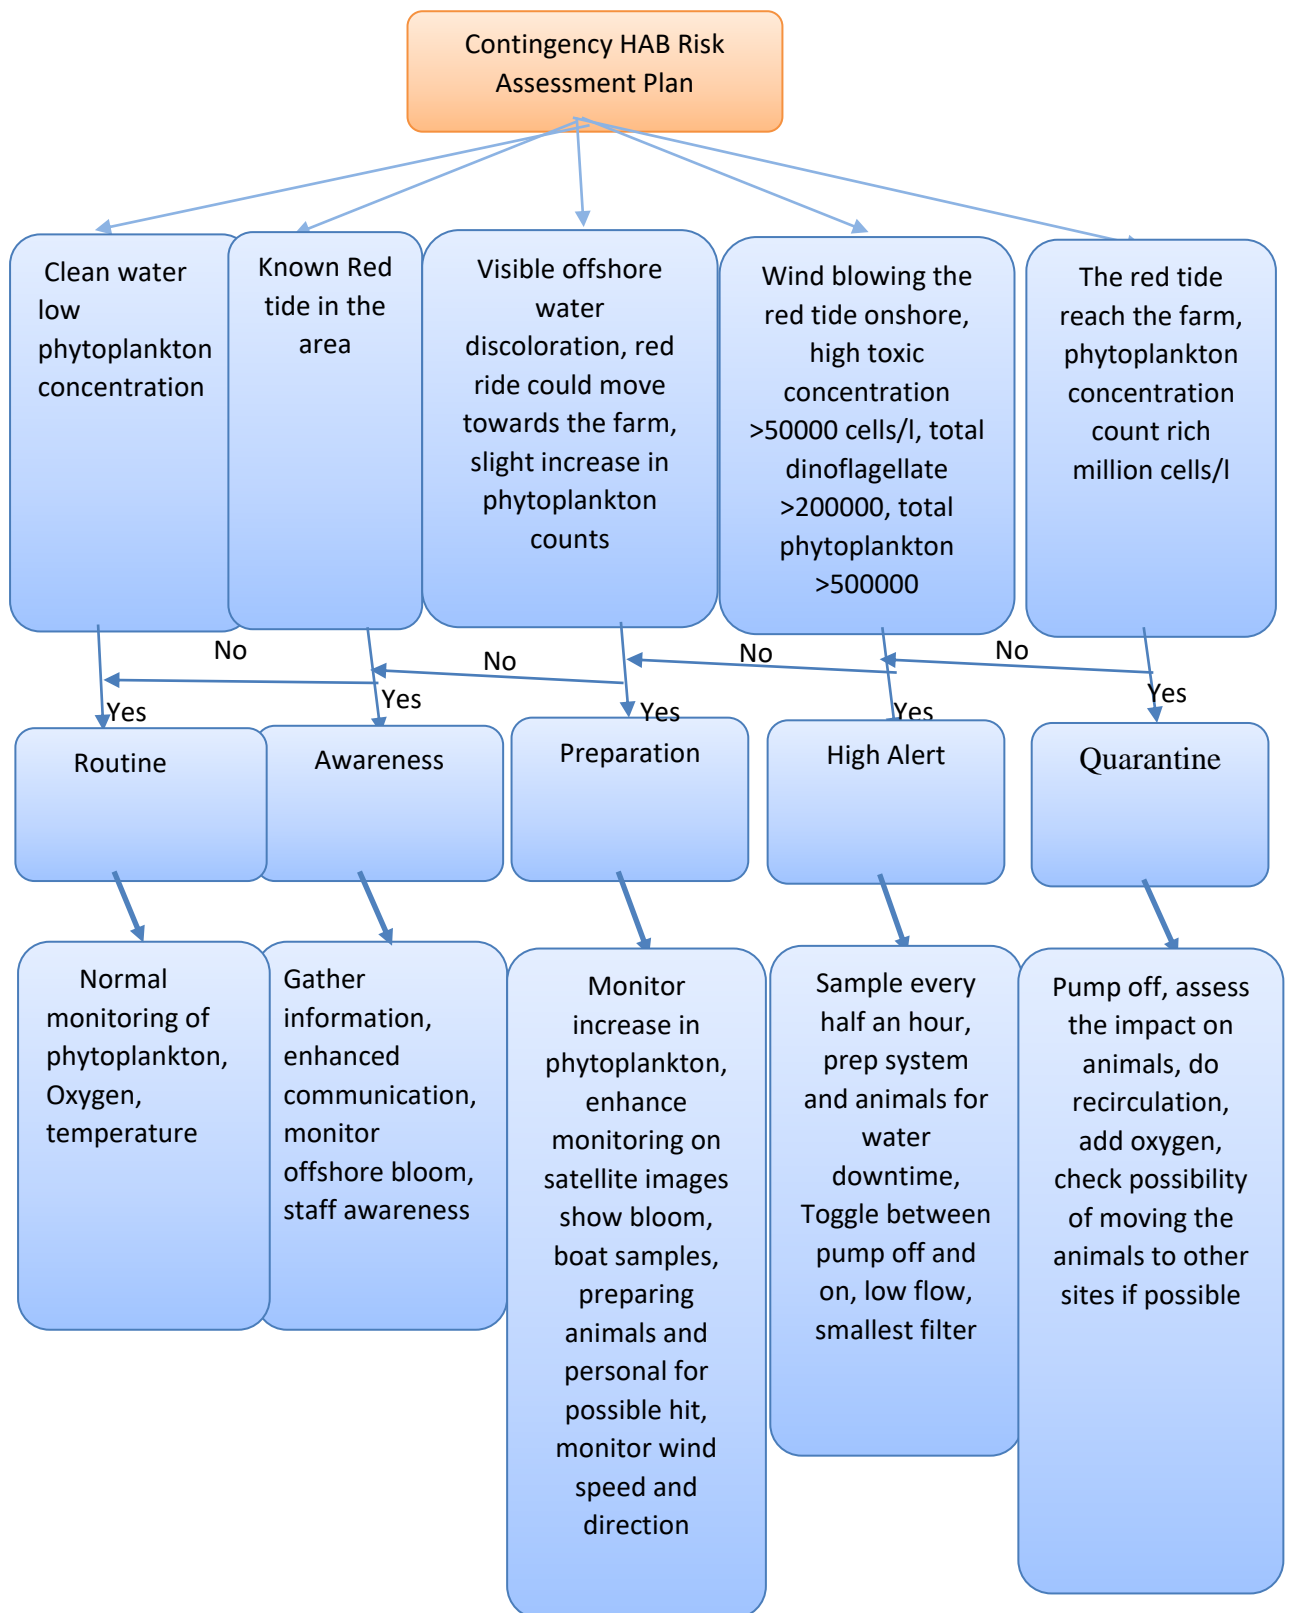 Contingency HAB Risk
Assessment Plan
Clean water
low
phytoplankton
concentration
Known Red
tide in the
area
Visible offshore
water
discoloration, red
ride could move
towards the farm,
slight increase in
phytoplankton
counts
Wind blowing the
red tide onshore,
high toxic
concentration
>50000 cells/l, total
dinoflagellate
>200000, total
phytoplankton
>500000
The red tide
reach the farm,
phytoplankton
concentration
count rich
million cells/l
No
No
No
No
Yes
Yes
Yes
Yes
Yes
Routine
Awareness
Preparation
High Alert
Quarantine
Normal
monitoring of
phytoplankton,
Oxygen,
temperature
Gather
information,
enhanced
communication,
monitor
offshore bloom,
staff awareness
Monitor
increase in
phytoplankton,
enhance
monitoring on
satellite images
show bloom,
boat samples,
preparing
animals and
personal for
possible hit,
monitor wind
speed and
direction
Sample every
half an hour,
prep system
and animals for
water
downtime,
Toggle between
pump off and
on, low flow,
smallest filter
Pump off, assess
the impact on
animals, do
recirculation,
add oxygen,
check possibility
of moving the
animals to other
sites if possible